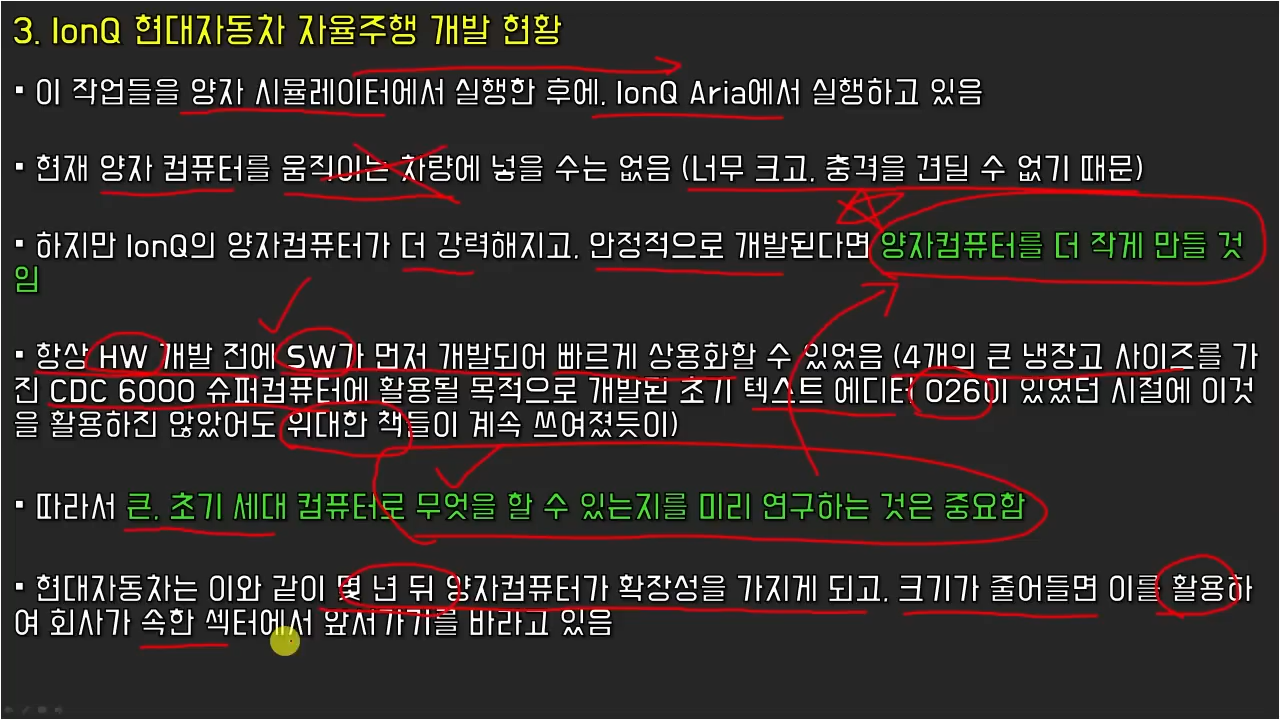 3. IonQ 현대자동차 자율주행 개발 현황
▪ 이 작업들을 양자 시뮬레이터에서 실행한 후에, IonQ Aria에서 실행하고 있음
▪ 현재 양자 컴퓨터를 움직이는 차량에 넣을 수는 없음 (너무 크고, 충격을 견딜 수 없기 때문)
▪ 하지만 IonQ의 양자컴퓨터가 더 강력해지고, 안정적으로 개발된다면 양자컴퓨터를 더 작게 만들 것
임
▪ 항상 HW 개발 전에 SW가 먼저 개발되어 빠르게 상용화할 수 있었음 (4개의 큰 냉장고 사이즈를 가
진 CDC 6000 슈퍼컴퓨터에 활용될 목적으로 개발된 초기 텍스트 에디터 026이 있었던 시절에 이것
을 활용하진 않았어도 위대한 책들이 계속 쓰여졌듯이)
▪ 따라서 큰, 초기 세대 컴퓨터로 무엇을 할 수 있는지를 미리 연구하는 것은 중요함
▪ 현대자동차는 이와 같이 몇 년 뒤 양자컴퓨터가 확장성을 가지게 되고, 크기가 줄어들면 이를 활용하
여 회사가 속한 섹터에서 앞서가기를 바라고 있음